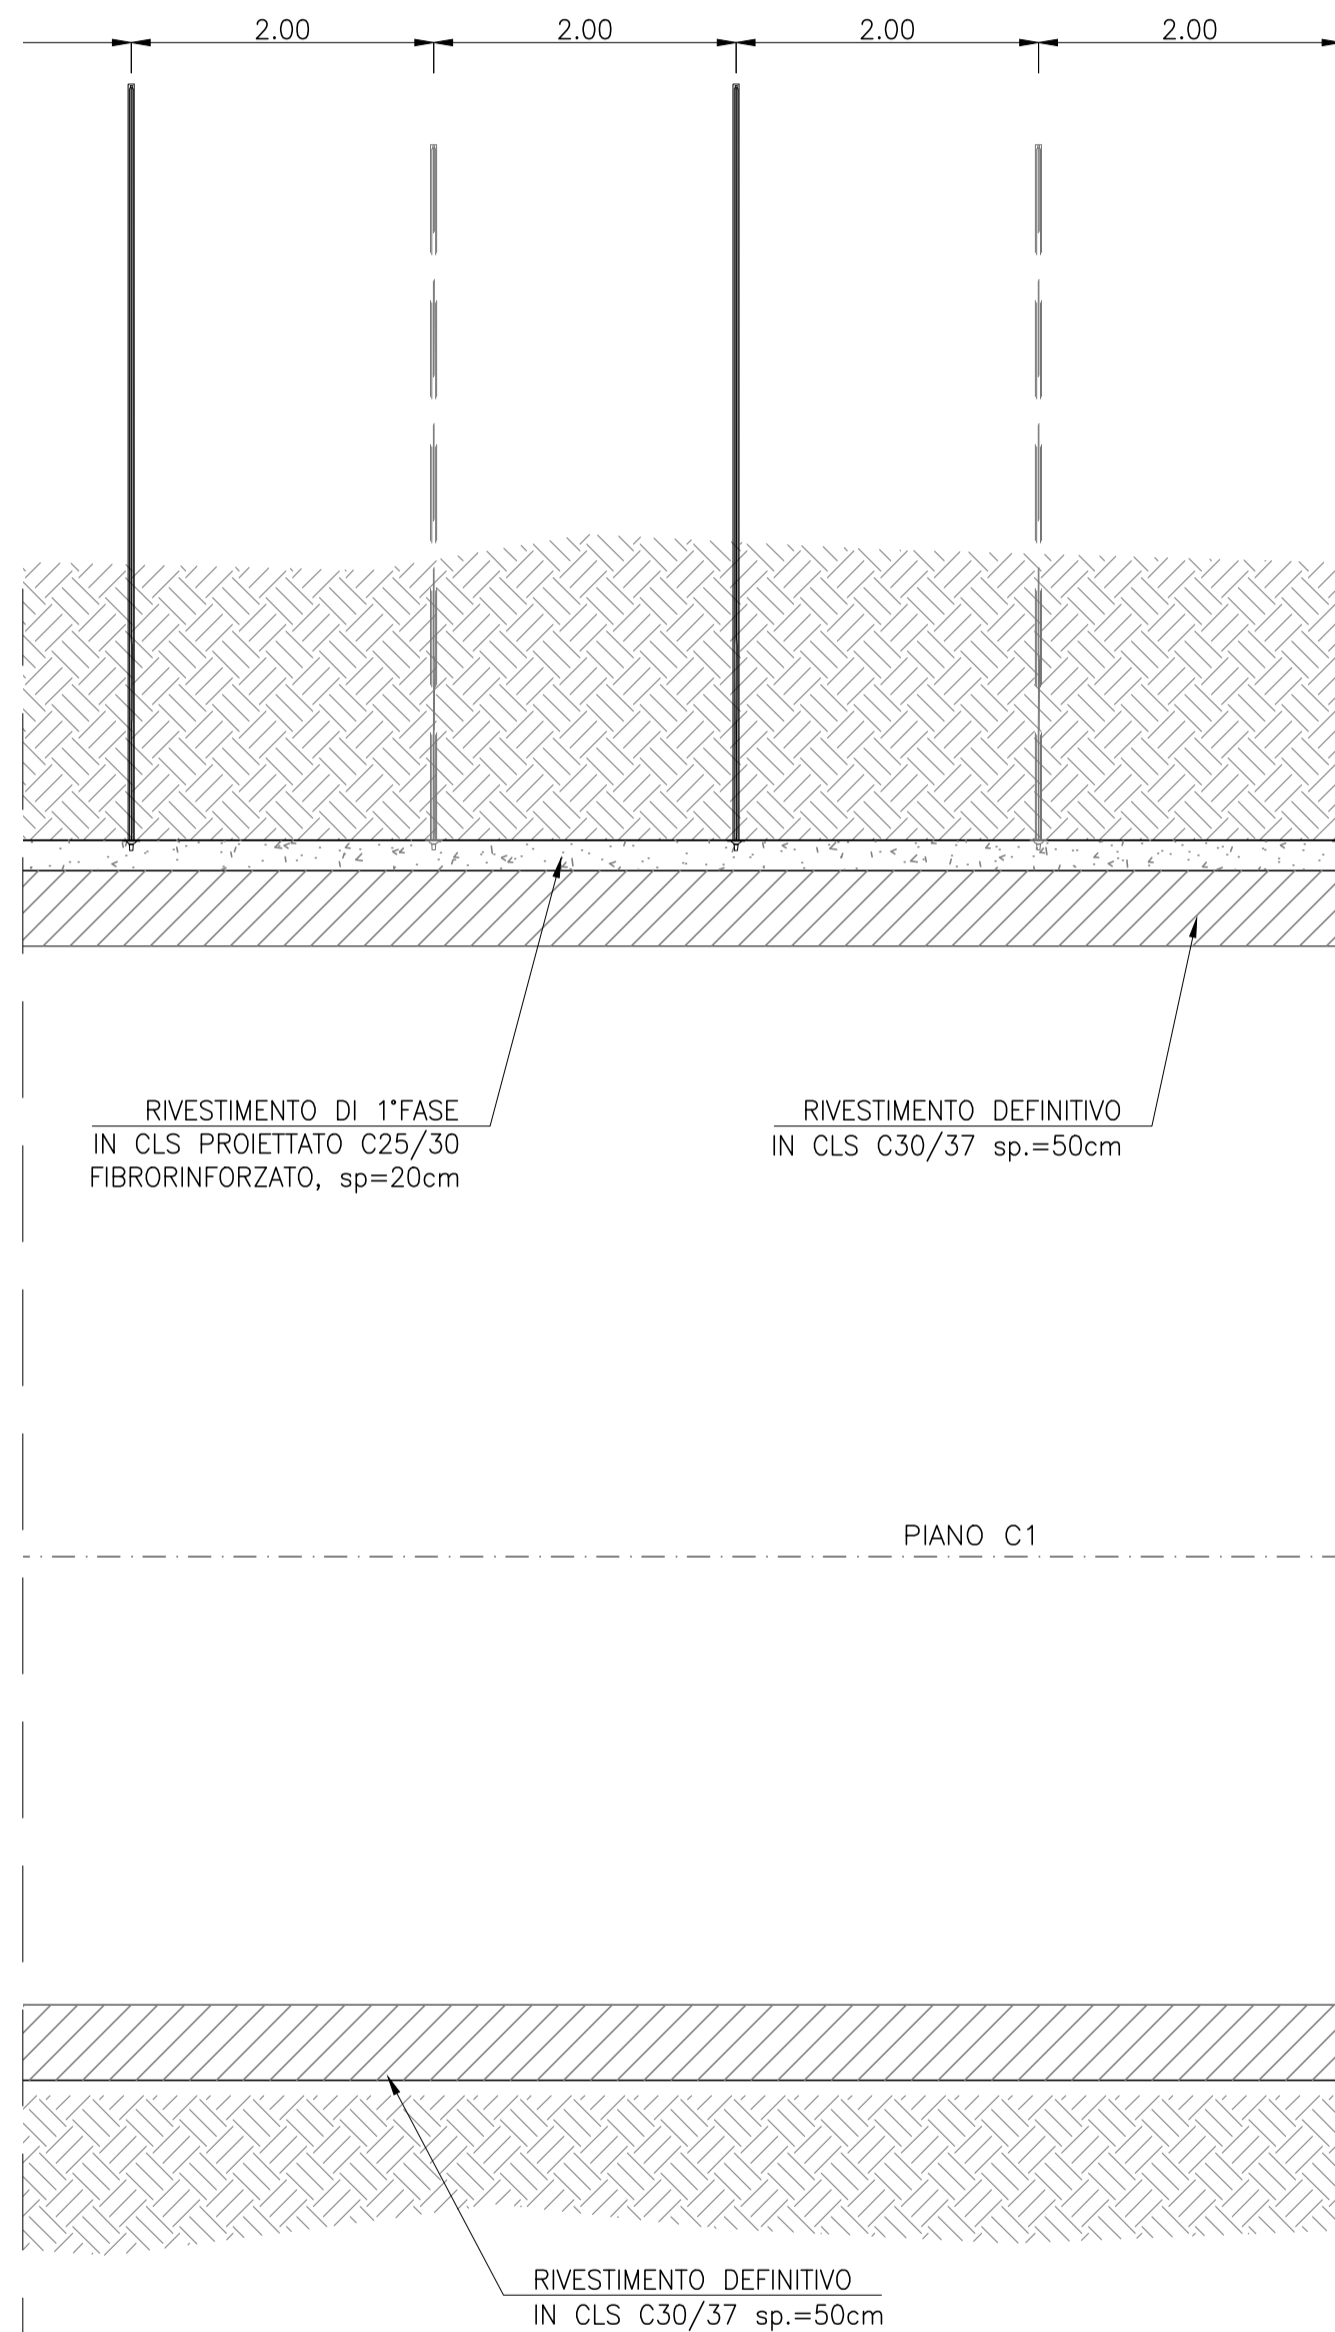 2.00
2.00
2.00
2.00
RIVESTIMENTO DI 1°FASE
IN CLS PROIETTATO C25/30
FIBRORINFORZATO, sp=20cm
RIVESTIMENTO DEFINITIVO
IN CLS C30/37 sp.=50cm
PIANO C1
RIVESTIMENTO DEFINITIVO
IN CLS C30/37 sp.=50cm